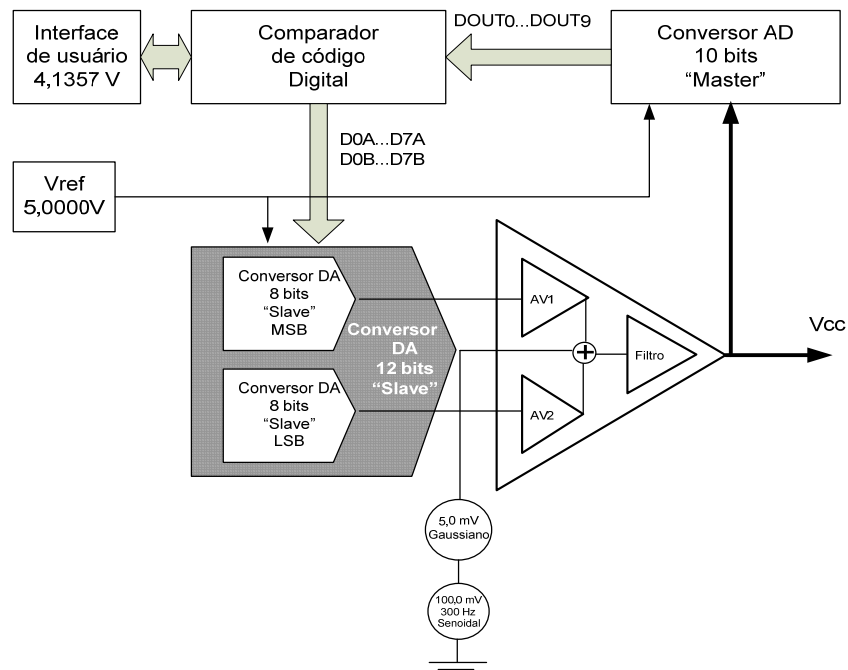 Interface
de usuário
4,1357 V
Comparador
de código
Digital
DOUT0...DOUT9
Conversor AD
10 bits
“Master”
D0A...D7A
D0B...D7B
Vref
5,0000V
Conversor DA
8 bits
“Slave”
MSB
Conversor
DA
12 bits
“Slave”
Conversor DA
8 bits
“Slave”
LSB
AV1
+
Filtro
AV2
Vcc
5,0 mV
Gaussiano
100,0 mV
300 Hz
Senoidal